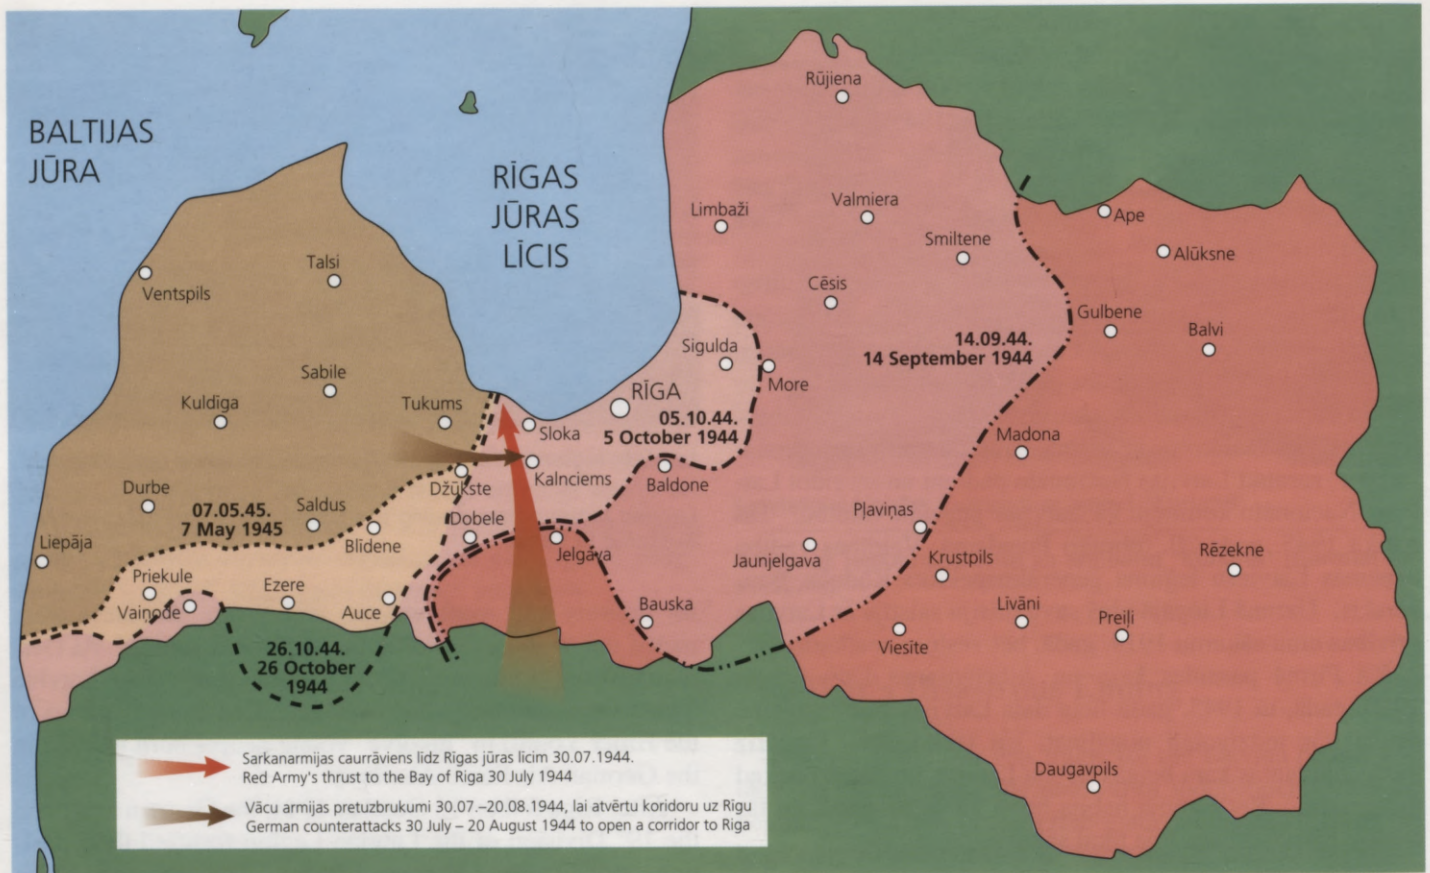 BALTIJAS
JŪRA
RĪGAS
JŪRAS
LĪCIS
Rūjiena
Limbaži
Valmiera
Smiltene
Ape
Alūksne
Ventspils
Talsi
Cēsis
Gulbene
Balvi
14.09.44.
14 September 1944
Sigulda
More
Sabile
Kuldīga
Tukums
RĪGA
05.10.44.
5 October 1944
Sloka
Madona
Kalnciems
Baldone
Džūkste
Durbe
07.05.45.
7 May 1945
Saldus
Blīdene
Dobele
Jelgava
Pļaviņas
Jaunjelgava
Krustpils
Rēzekne
Liepāja
Priekule
Vaiņode
Ezere
Auce
Bauska
Līvāni
Preiļi
Viesīte
26.10.44.
26 October
1944
Daugavpils
Sarkanarmijas caurrāviens līdz Rīgas jūras līcim 30.07.1944.
Red Army's thrust to the Bay of Riga 30 July 1944
Vācu armijas pretuzbrukumi 30.07.–20.08.1944, lai atvērtu koridoru uz Rīgu
German counterattacks 30 July – 20 August 1944 to open a corridor to Riga